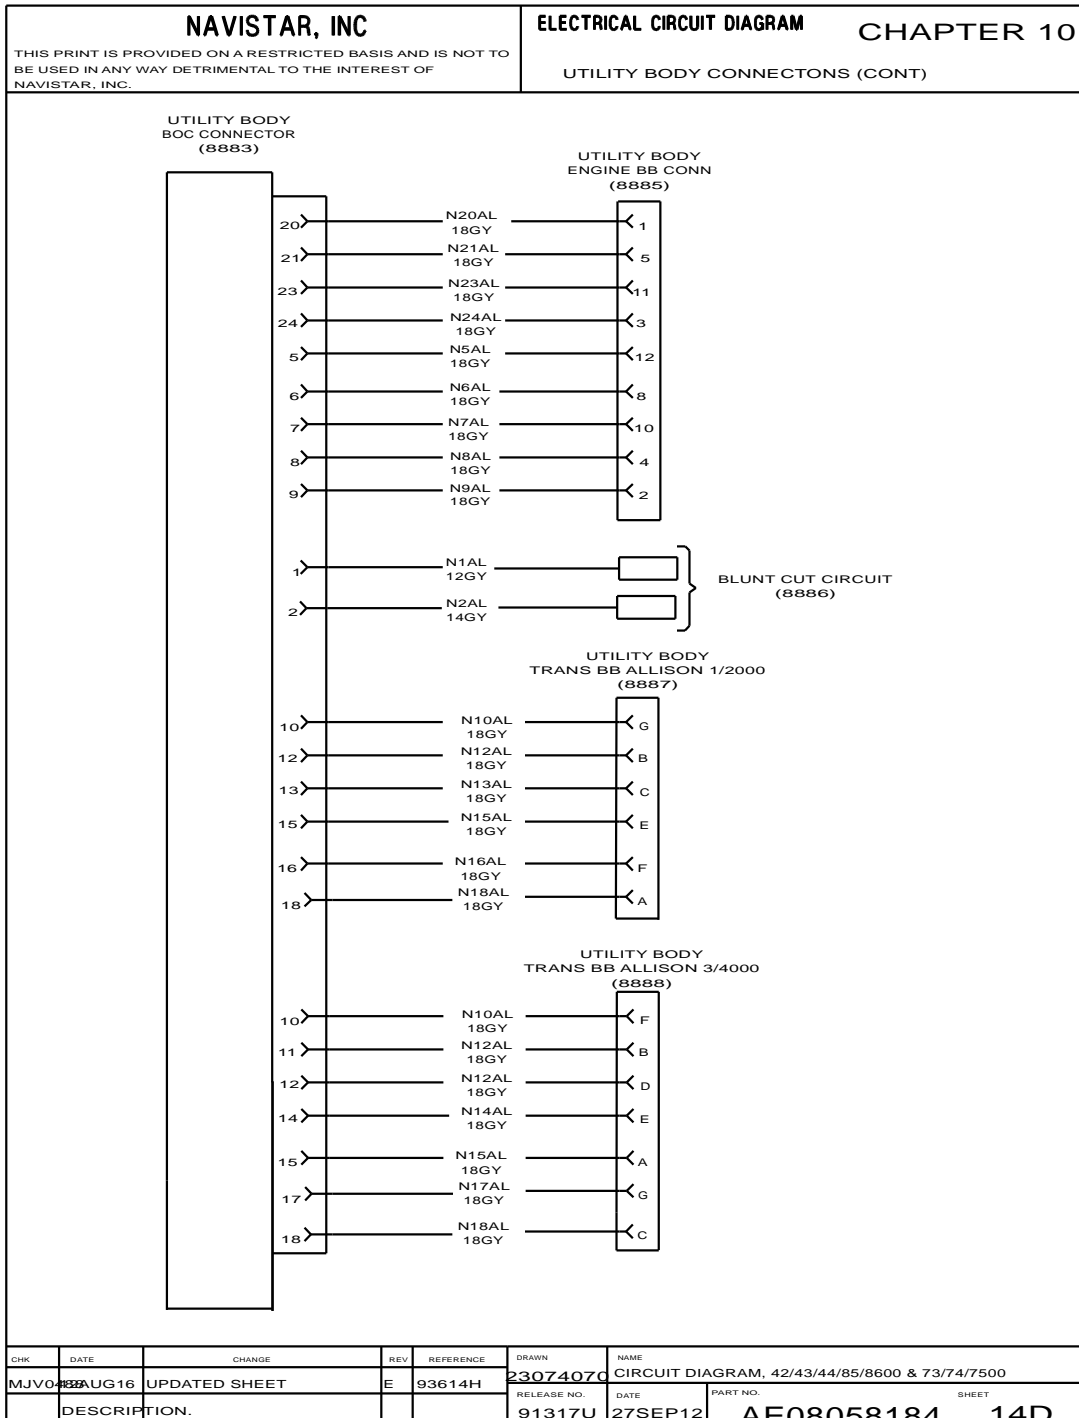 NAVISTAR, INC
THIS PRINT IS PROVIDED ON A RESTRICTED BASIS AND IS NOT TO
BE USED IN ANY WAY DETRIMENTAL TO THE INTEREST OF
NAVISTAR, INC.
ELECTRICAL CIRCUIT DIAGRAM
CHAPTER 10
UTILITY BODY CONNECTONS (CONT)
UTILITY BODY
BOC CONNECTOR
(8883)
UTILITY BODY
ENGINE BB CONN
(8885)
20 N20AL 1
18GY
21 N21AL 5
18GY
23 N23AL 11
18GY
24 N24AL 3
18GY
5 N5AL 12
18GY
6 N6AL 8
18GY
7 N7AL 10
18GY
8 N8AL 4
18GY
9 N9AL 2
18GY
1 N1AL
12GY
2 N2AL
14GY
BLUNT CUT CIRCUIT
(8886)
UTILITY BODY
TRANS BB ALLISON 1/2000
(8887)
10 N10AL G
18GY
12 N12AL B
18GY
13 N13AL C
18GY
15 N15AL E
18GY
16 N16AL F
18GY
18 N18AL A
18GY
UTILITY BODY
TRANS BB ALLISON 3/4000
(8888)
10 N10AL F
18GY
11 N12AL B
18GY
12 N12AL D
18GY
14 N14AL E
18GY
15 N15AL A
18GY
17 N17AL G
18GY
18 N18AL C
18GY
CHK DATE CHANGE REV REFERENCE DRAWN NAME
UPDATED SHEET E 93614H 23074070 CIRCUIT DIAGRAM, 42/43/44/85/8600 & 73/74/7500
RELEASE NO. DATE PART NO. SHEET
DESCRIPTION. 91317U 27SEP12 AE08058184 14D